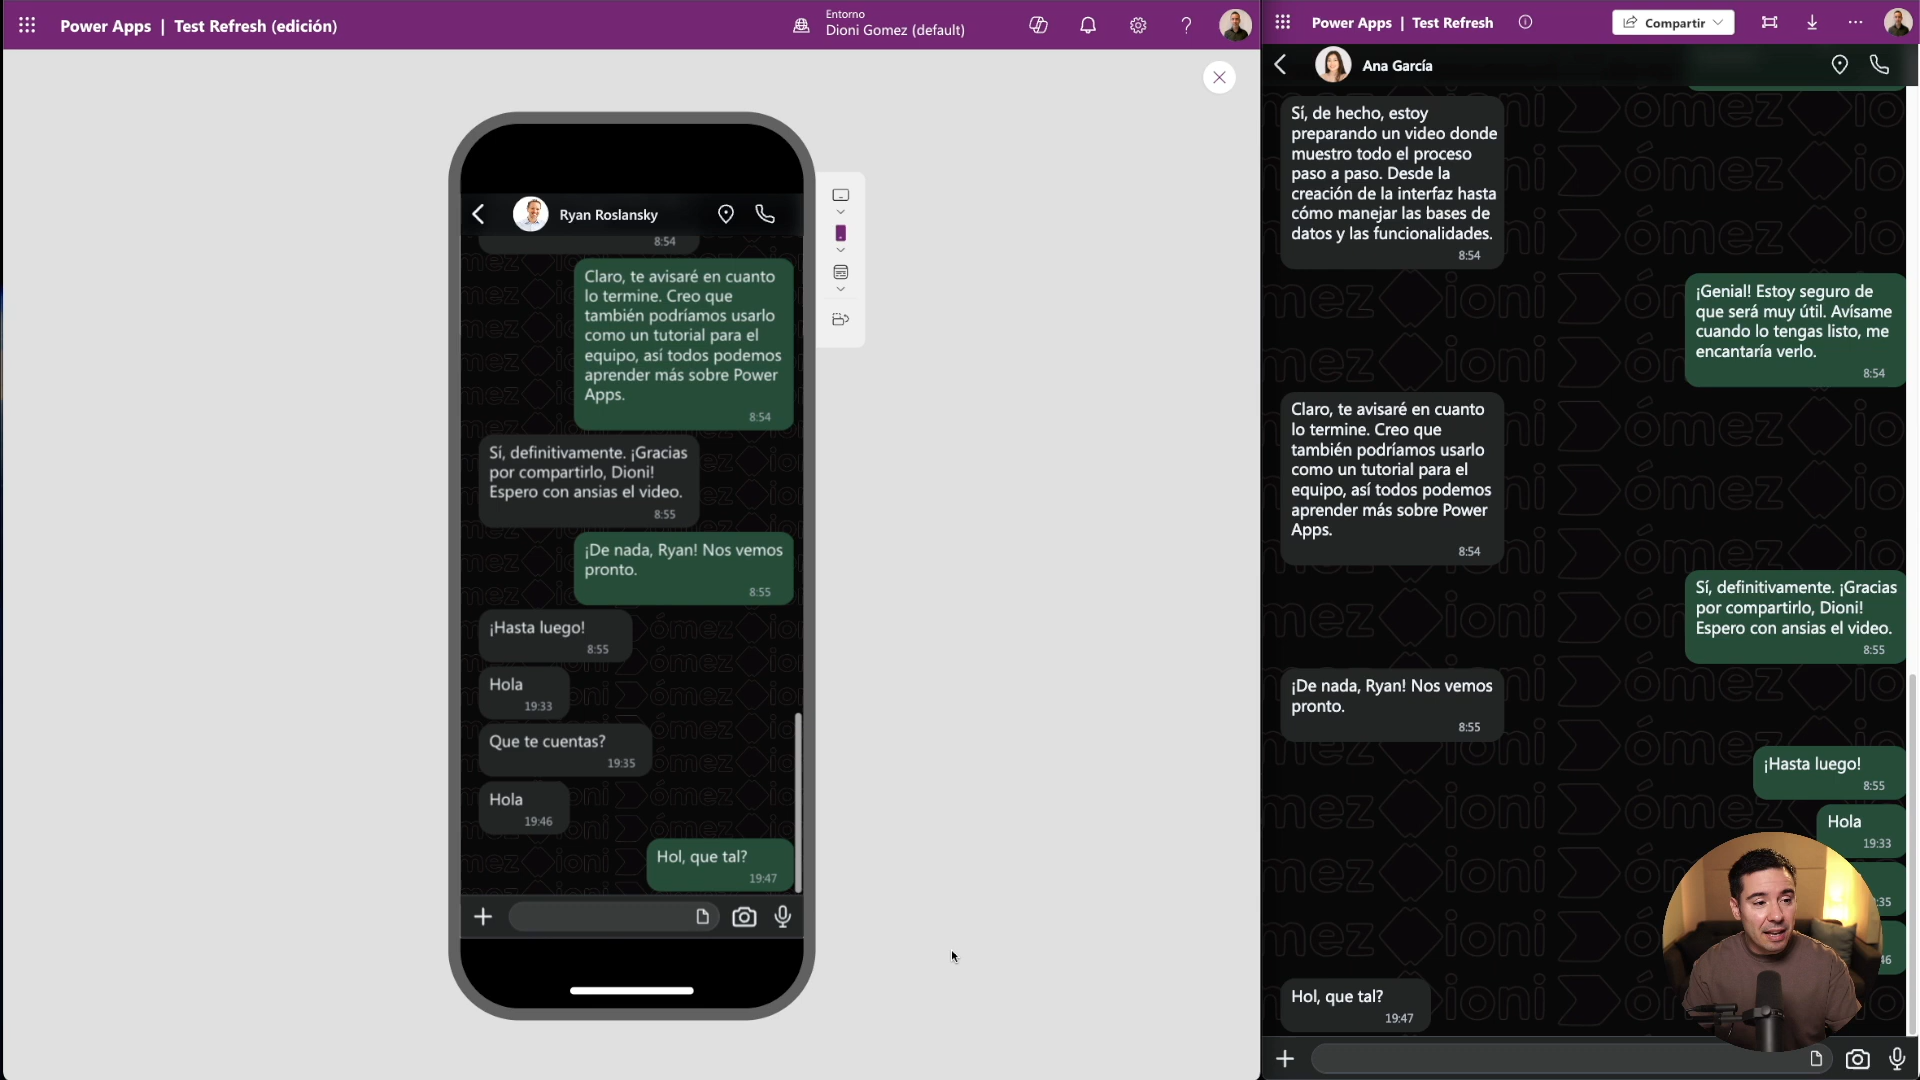 Power Apps | Test Refresh (edición)
Entorno
Dioni Gomez (default)
Ryan Roslansky
8:54
Claro, te avisaré en cuanto
lo termine. Creo que
también podríamos usarlo
como un tutorial para el
equipo, así todos podemos
aprender más sobre Power
Apps.
8:54
Sí, definitivamente. ¡Gracias
por compartirlo, Dioni!
Espero con ansias el video.
8:55
¡De nada, Ryan! Nos vemos
pronto.
8:55
¡Hasta luego!
8:55
Hola
19:33
Que te cuentas?
19:35
Hola
19:46
Hol, que tal?
19:47
Power Apps | Test Refresh
Compartir
Ana García
Sí, de hecho, estoy
preparando un video donde
muestro todo el proceso
paso a paso. Desde la
creación de la interfaz hasta
cómo manejar las bases de
datos y las funcionalidades.
8:54
¡Genial! Estoy seguro de
que será muy útil. Avísame
cuando lo tengas listo, me
encantaría verlo.
8:54
Claro, te avisaré en cuanto
lo termine. Creo que
también podríamos usarlo
como un tutorial para el
equipo, así todos podemos
aprender más sobre Power
Apps.
8:54
Sí, definitivamente. ¡Gracias
por compartirlo, Dioni!
Espero con ansias el video.
8:55
¡De nada, Ryan! Nos vemos
pronto.
8:55
¡Hasta luego!
8:55
Hola
19:33
:35
46
Hol, que tal?
19:47